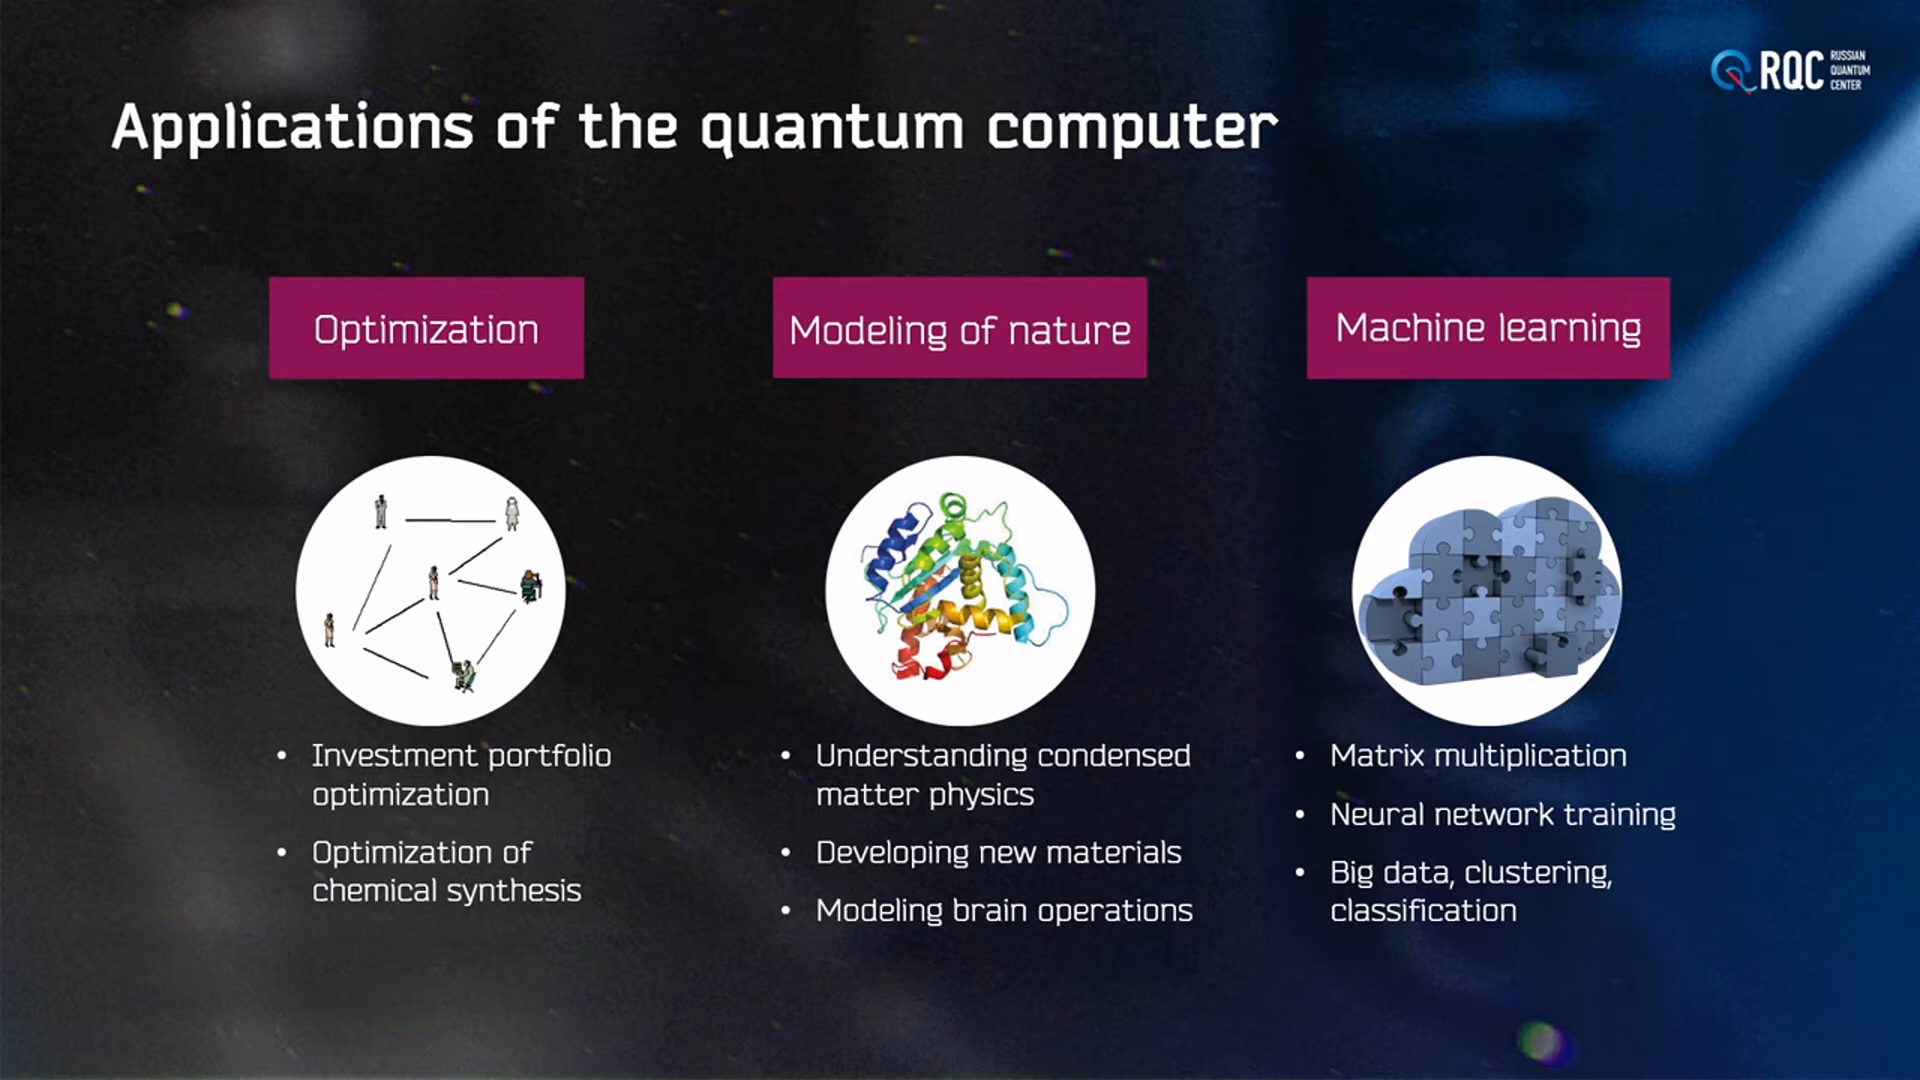 RQC
RUSSIAN
QUANTUM
CENTER
Applications of the quantum computer
Optimization
Modeling of nature
Machine learning
• Investment portfolio
optimization
• Optimization of
chemical synthesis
• Understanding condensed
matter physics
• Developing new materials
• Modeling brain operations
• Matrix multiplication
• Neural network training
• Big data, clustering,
classification